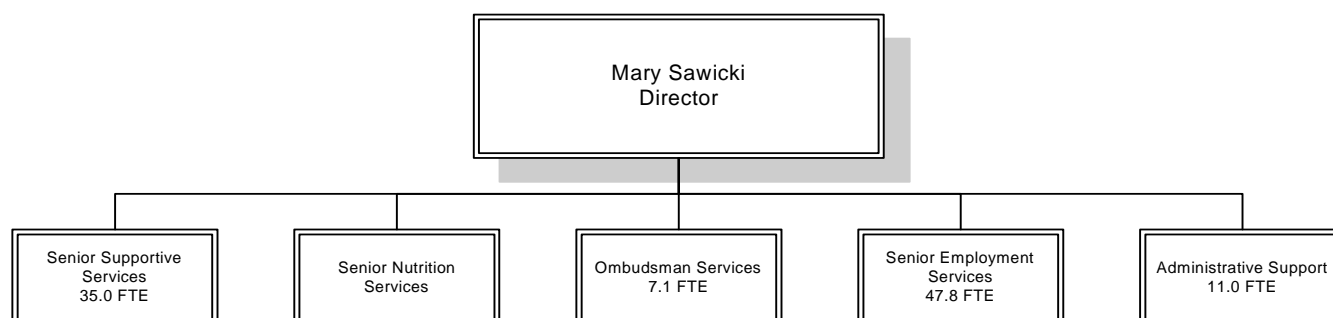 Mary Sawicki
Director
Senior Supportive
Services
35.0 FTE
Senior Nutrition
Services
Ombudsman Services
7.1 FTE
Senior Employment
Services
47.8 FTE
Administrative Support
11.0 FTE